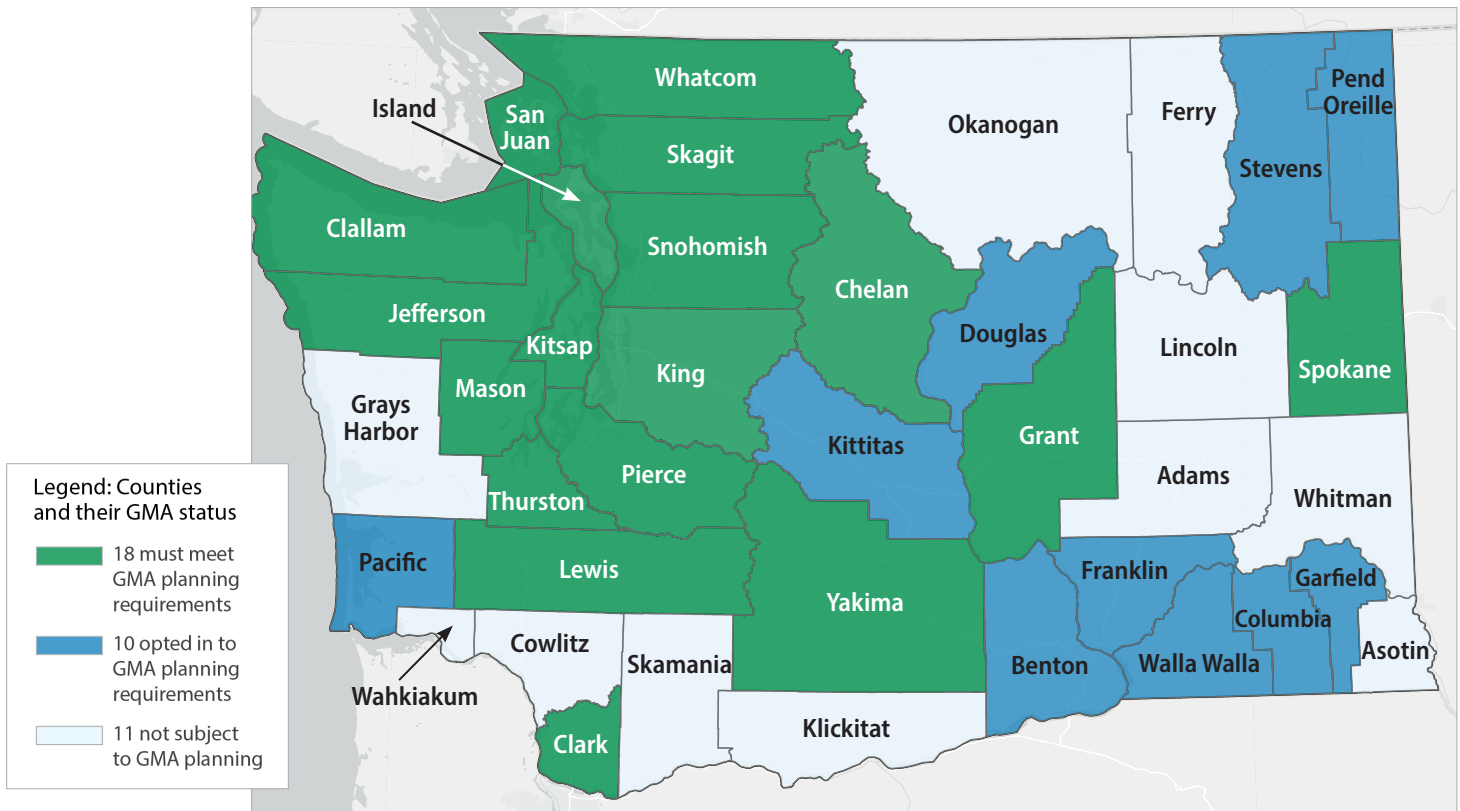 Whatcom
Island
San
Juan
Skagit
Okanogan
Ferry
Pend
Oreille
Stevens
Clallam
Snohomish
Chelan
Jefferson
Kitsap
King
Douglas
Lincoln
Spokane
Mason
Grays
Harbor
Kittitas
Grant
Adams
Whitman
Thurston
Pierce
Pacific
Lewis
Yakima
Franklin
Garfield
Columbia
Cowlitz
Skamania
Benton
Walla Walla
Asotin
Wahkiakum
Clark
Klickitat
Legend: Counties
and their GMA status
18 must meet
GMA planning
requirements
10 opted in to
GMA planning
requirements
11 not subject
to GMA planning